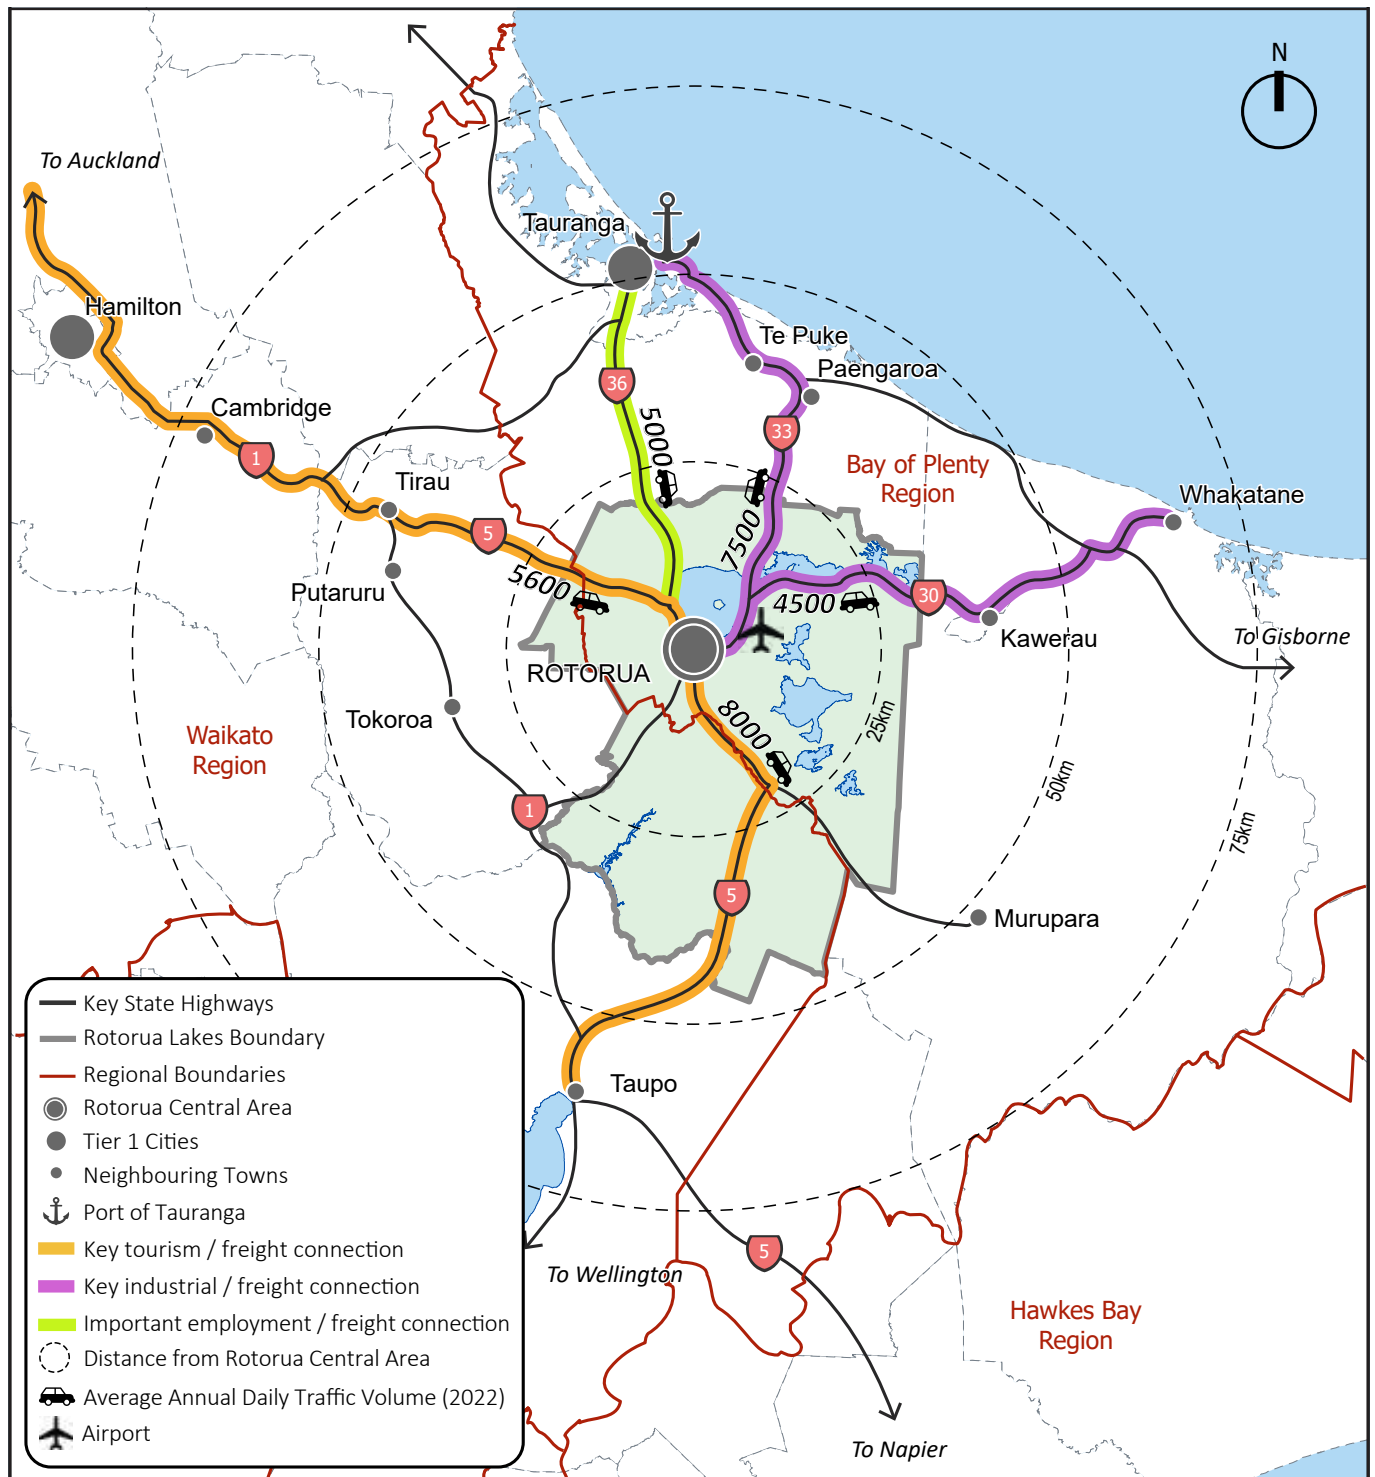 N
To Auckland
Tauranga
Hamilton
Te Puke
Paengaroa
36
Cambridge
33
5000
1
Bay of Plenty
Region
Tirau
Whakatane
5
7500
5600
Putaruru
4500
30
Kawerau
To Gisborne
ROTORUA
Tokoroa
8000
25km
Waikato
Region
50km
1
75km
5
Murupara
Key State Highways
Rotorua Lakes Boundary
Regional Boundaries
Rotorua Central Area
Tier 1 Cities
Neighbouring Towns
Port of Tauranga
Key tourism / freight connection
Key industrial / freight connection
Important employment / freight connection
Distance from Rotorua Central Area
Average Annual Daily Traffic Volume (2022)
Airport
Taupo
5
To Wellington
Hawkes Bay
Region
To Napier